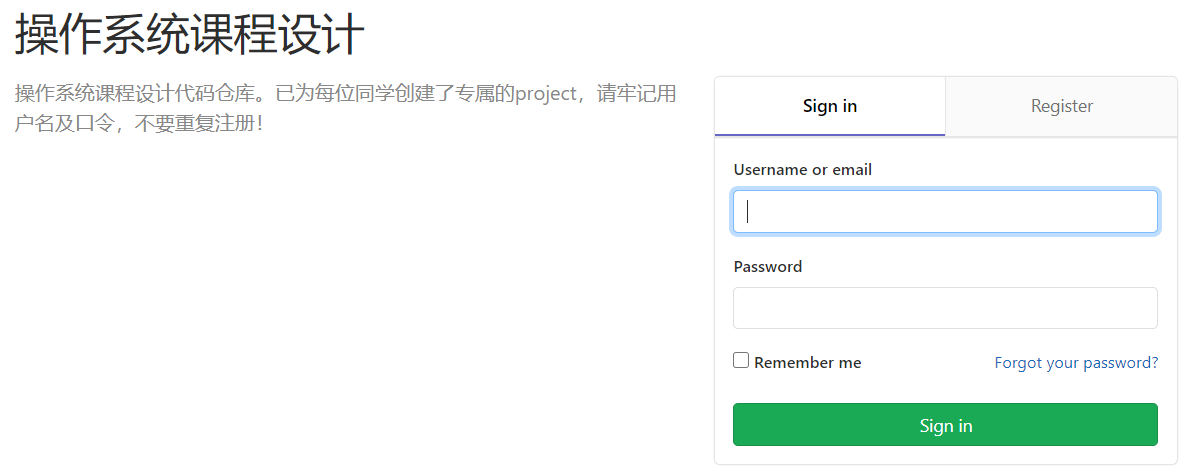 操作系统课程设计
操作系统课程设计代码仓库。已为每位同学创建了专属的project，请牢记用
户名及口令，不要重复注册！
Sign in
Register
Username or email
Password
Remember me
Forgot your password?
Sign in